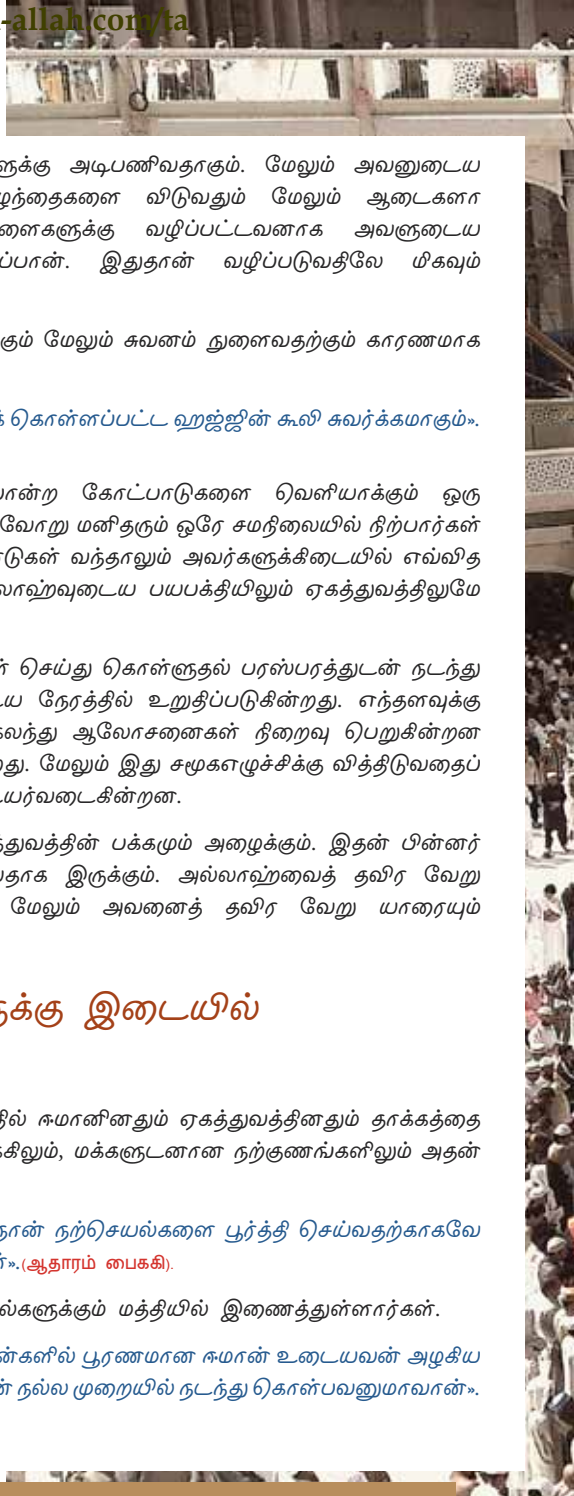 -allah.com/ta
ளுக்கு அடிபணிவதாகும். மேலும் அவனுடைய
ழந்தைகளை விடுவதும் மேலும் ஆடைகளா
ளைகளுக்கு வழிப்பட்டவனாக அவளுடைய
ப்பான். இதுதான் வழிப்படுவதிலே மிகவும்
கும் மேலும் சுவனம் நுளைவதற்கும் காரணமாக
க் கொள்ளப்பட்ட ஹஜ்ஜின் கூலி சுவர்க்கமாகும்».
பான்ற கோட்பாடுகளை வெளியாக்கும் ஒரு
வோறு மனிதரும் ஒரே சமநிலையில் நிற்பார்கள்
ாடுகள் வந்தாலும் அவர்களுக்கிடையில் எவ்வித
லாஹ்வுடைய பயபக்தியிலும் ஏகத்துவத்திலுமே
ள் செய்து கொள்ளுதல் பரஸ்பரத்துடன் நடந்து
டைய நேரத்தில் உறுதிப்படுகின்றது. எந்தளவுக்கு
கலந்து ஆலோசனைகள் நிறைவு பெறுகின்றன
றது. மேலும் இது சமூகஎழுச்சிக்கு வித்திடுவதைப்
யர்வடைகின்றன.
த்துவத்தின் பக்கமும் அழைக்கும். இதன் பின்னர்
பதாக இருக்கும். அல்லாஹ்வைத் தவிர வேறு
மேலும் அவனைத் தவிர வேறு யாரையும்
ளுக்கு இடையில்
தில் ஈமானினதும் ஏகத்துவத்தினதும் தாக்கத்தை
க்கிலும், மக்களுடனான நற்குணங்களிலும் அதன்
நான் நற்செயல்களை பூர்த்தி செய்வதற்காகவே
ன்».(ஆதாரம் பைககி).
ல்களுக்கும் மத்தியில் இணைத்துள்ளார்கள்.
ன்களில் பூரணமான ஈமான் உடையவன் அழகிய
ன் நல்ல முறையில் நடந்து கொள்பவனுமாவான்».